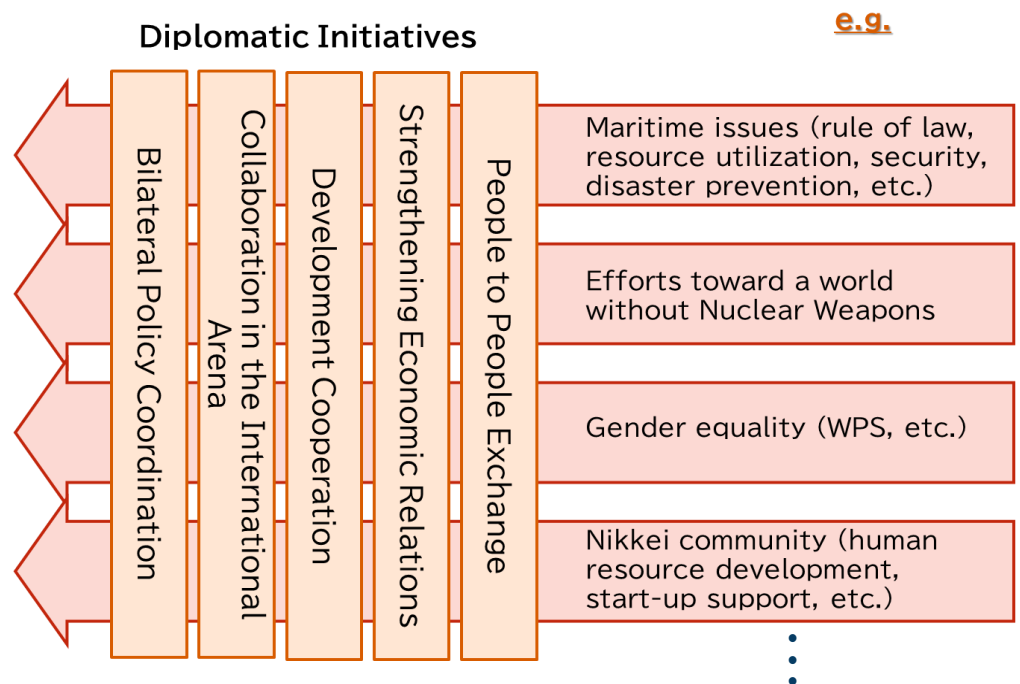 e.g.
Diplomatic Initiatives
Bilateral Policy Coordination
Collaboration in the International
Arena
Development Cooperation
Strengthening Economic Relations
People to People Exchange
Maritime issues (rule of law,
resource utilization, security,
disaster prevention, etc.)
Efforts toward a world
without Nuclear Weapons
Gender equality (WPS, etc.)
Nikkei community (human
resource development,
start-up support, etc.)